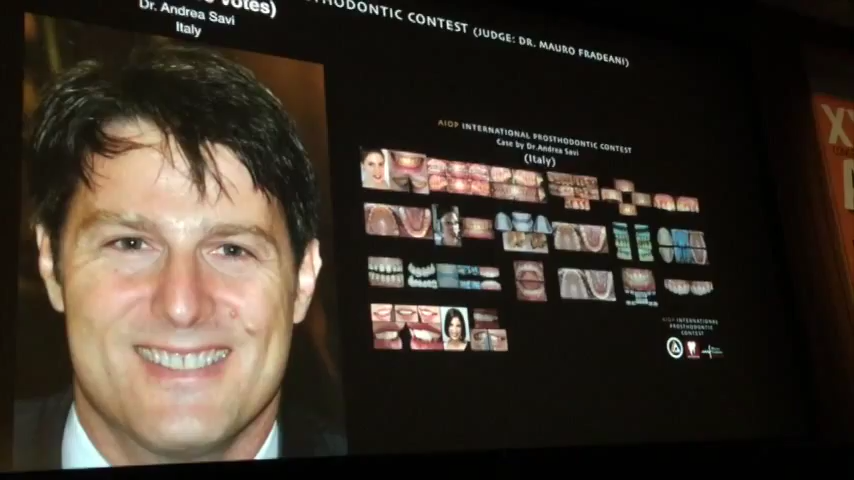 votes)
Dr. Andrea Savi
Italy
PROSTHODONTIC CONTEST (JUDGE: DR. MAURO FRADEANI)
AIOP INTERNATIONAL PROSTHODONTIC CONTEST
Case by Dr.Andrea Savi
(Italy)
AIOP INTERNATIONAL
PROSTHODONTIC
CONTEST